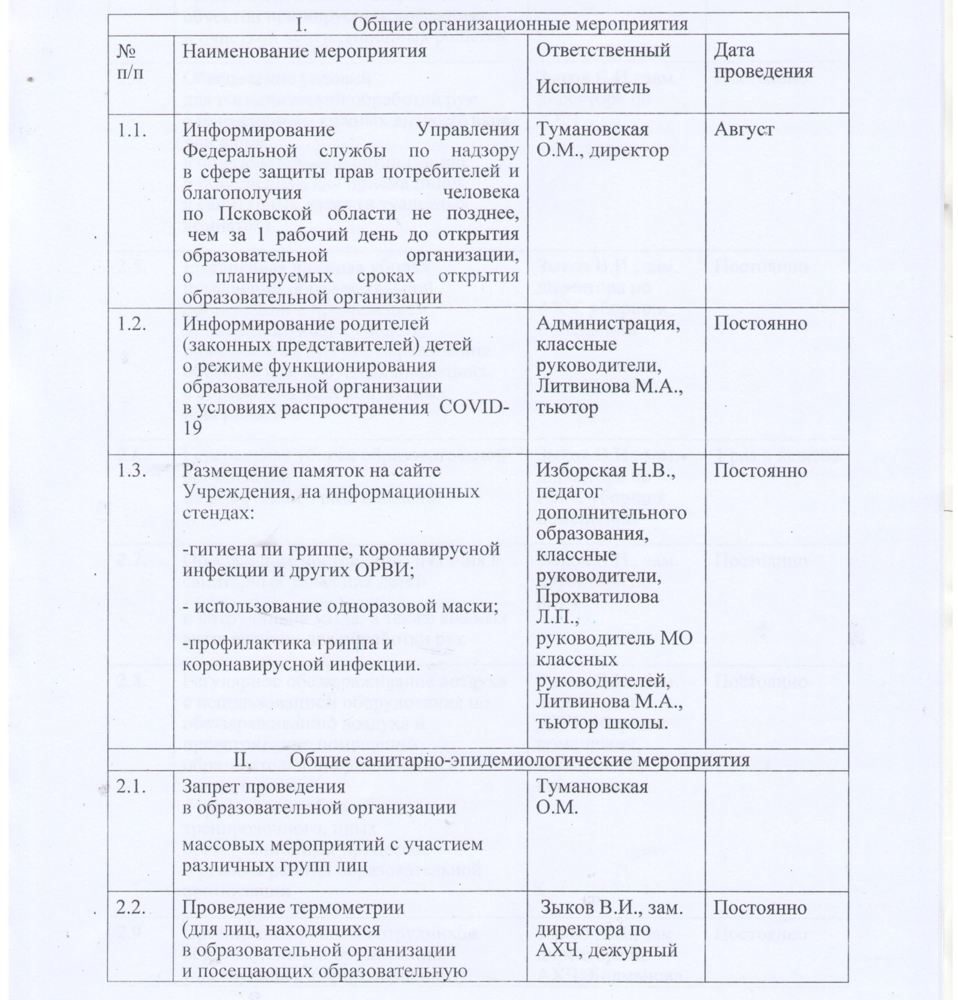 I. Общие организационные мероприятия
№ п/п
Наименование мероприятия
Ответственный
Исполнитель
Дата
проведения
1.1.
Информирование Управления
Федеральной службы по надзору
в сфере защиты прав потребителей и
благополучия человека
по Псковской области не позднее,
чем за 1 рабочий день до открытия
образовательной организации,
о планируемых сроках открытия
образовательной организации
Тумановская
О.М., директор
Август
1.2.
Информирование родителей
(законных представителей) детей
о режиме функционирования
образовательной организации
в условиях распространения COVID-
19
Администрация,
классные
руководители,
Литвинова М.А.,
тьютор
Постоянно
1.3.
Размещение памяток на сайте
Учреждения, на информационных
стендах:
-гигиена пи гриппе, коронавирусной
инфекции и других ОРВИ;
- использование одноразовой маски;
-профилактика гриппа и
коронавирусной инфекции.
Изборская Н.В.,
педагог
дополнительного
образования,
классные
руководители,
Прохватилова
Л.П.,
руководитель МО
классных
руководителей,
Литвинова М.А.,
тьютор школы.
Постоянно
II. Общие санитарно-эпидемиологические мероприятия
2.1.
Запрет проведения
в образовательной организации
массовых мероприятий с участием
различных групп лиц
Тумановская
О.М.
2.2.
Проведение термометрии
(для лиц, находящихся
в образовательной организации
и посещающих образовательную
Зыков В.И., зам.
директора по
АХЧ, дежурный
Постоянно